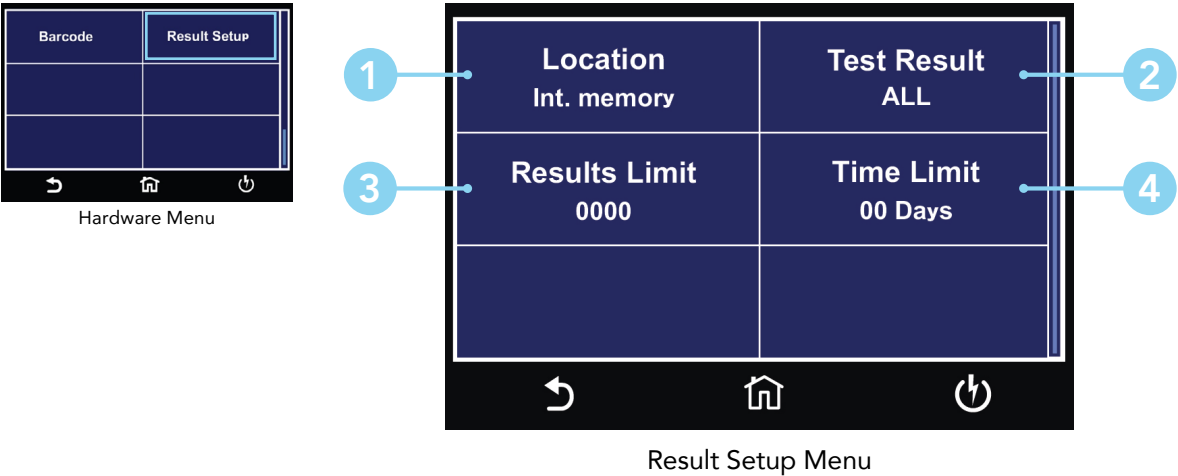 Barcode
Result Setup
Hardware Menu
1
Location
Int. memory
Test Result
ALL
2
3
Results Limit
0000
Time Limit
00 Days
4
Result Setup Menu